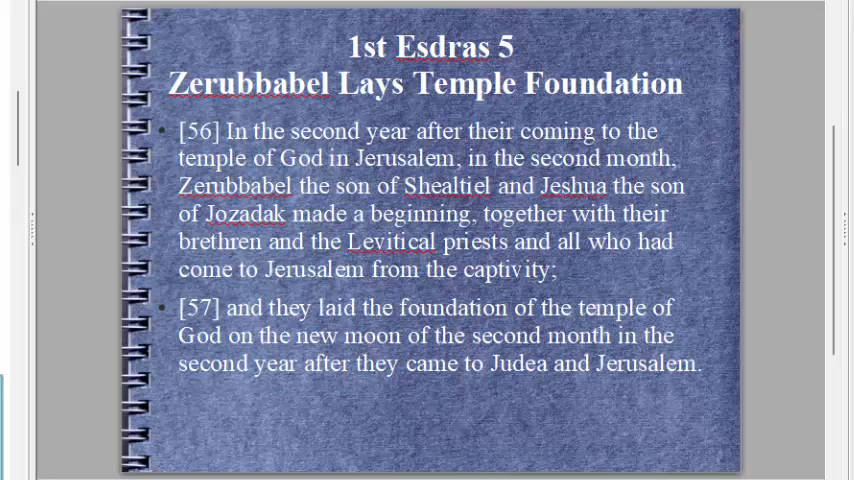 1st Esdras 5
Zerubbabel Lays Temple Foundation
• [56] In the second year after their coming to the
temple of God in Jerusalem, in the second month,
Zerubbabel the son of Shealtiel and Jeshua the son
of Jozadak made a beginning, together with their
brethren and the Levitical priests and all who had
come to Jerusalem from the captivity;
• [57] and they laid the foundation of the temple of
God on the new moon of the second month in the
second year after they came to Judea and Jerusalem.